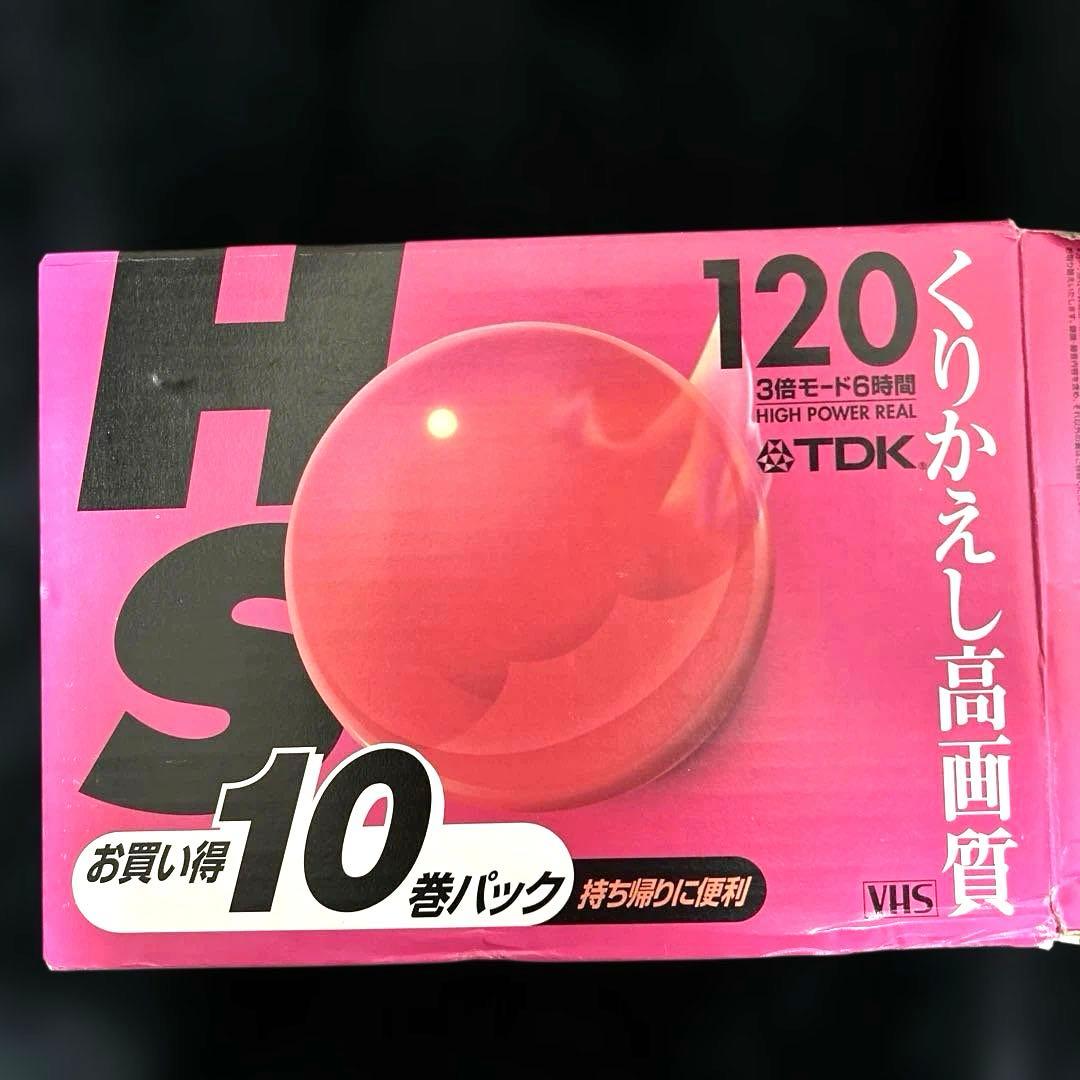 HS
120
3倍モード6時間
HIGH POWER REAL
TDK
くりかえし高画質
お買い得10巻パック
持ち帰りに便利
VHS